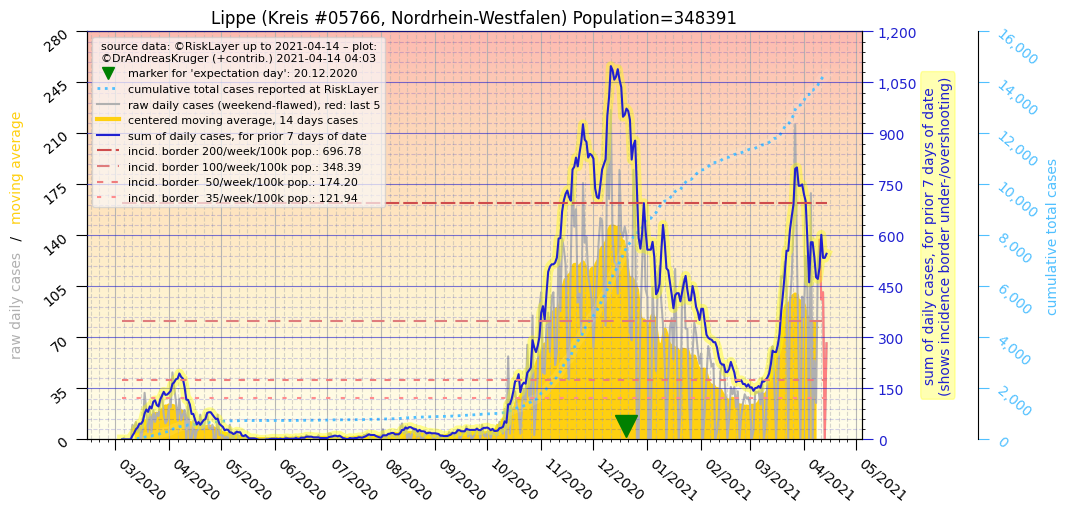 Lippe (Kreis #05766, Nordrhein-Westfalen) Population=348391
source data: ©RiskLayer up to 2021-04-14 – plot:
©DrAndreasKruger (+contrib.) 2021-04-14 04:03
marker for 'expectation day': 20.12.2020
cumulative total cases reported at RiskLayer
raw daily cases (weekend-flawed), red: last 5
centered moving average, 14 days cases
sum of daily cases, for prior 7 days of date
incid. border 200/week/100k pop.: 696.78
incid. border 100/week/100k pop.: 348.39
incid. border  50/week/100k pop.: 174.20
incid. border  35/week/100k pop.: 121.94
raw daily cases  /  moving average
280
245
210
175
140
105
70
35
0
03/2020
04/2020
05/2020
06/2020
07/2020
08/2020
09/2020
10/2020
11/2020
12/2020
01/2021
02/2021
03/2021
04/2021
05/2021
1,200
1,050
900
750
600
450
300
150
0
sum of daily cases, for prior 7 days of date
(shows incidence border under-/overshooting)
16,000
14,000
12,000
10,000
8,000
6,000
4,000
2,000
0
cumulative total cases